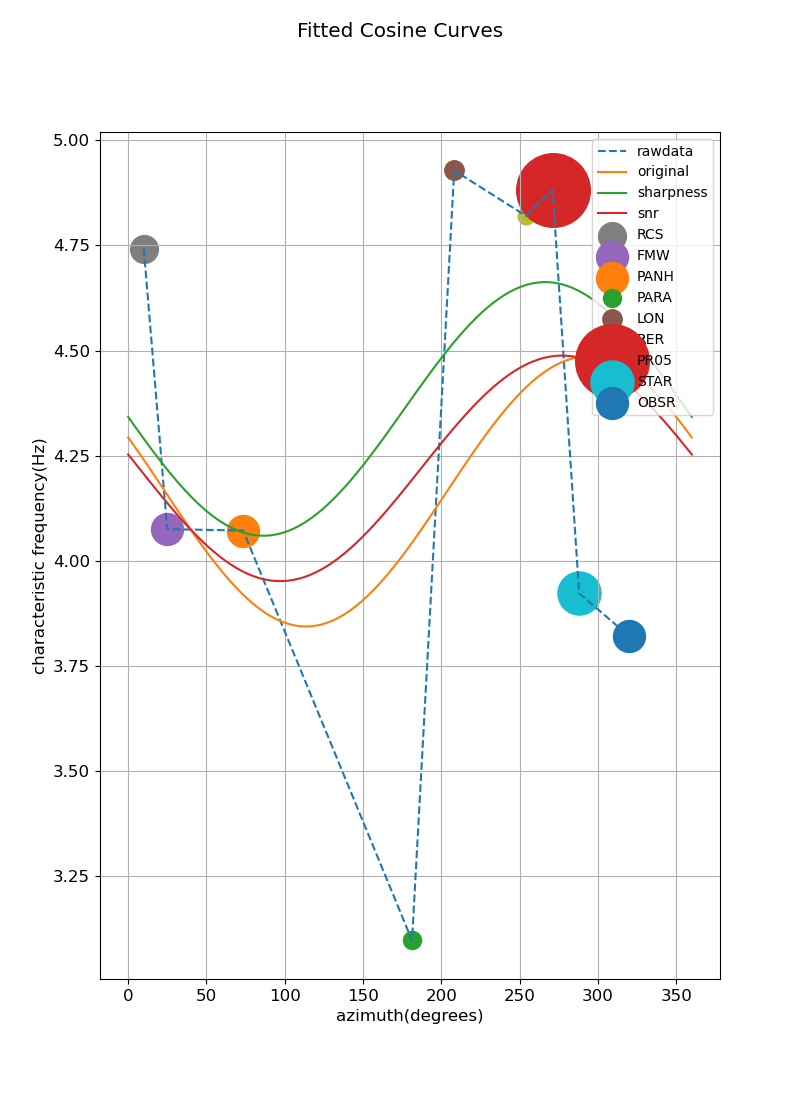 Fitted Cosine Curves
5.00
4.75
4.50
4.25
4.00
3.75
3.50
3.25
characteristic frequency(Hz)
0 50 100 150 200 250 300 350
azimuth(degrees)
rawdata
original
sharpness
snr
RCS
FMW
PANH
PARA
LON
PR05
STAR
OBSR